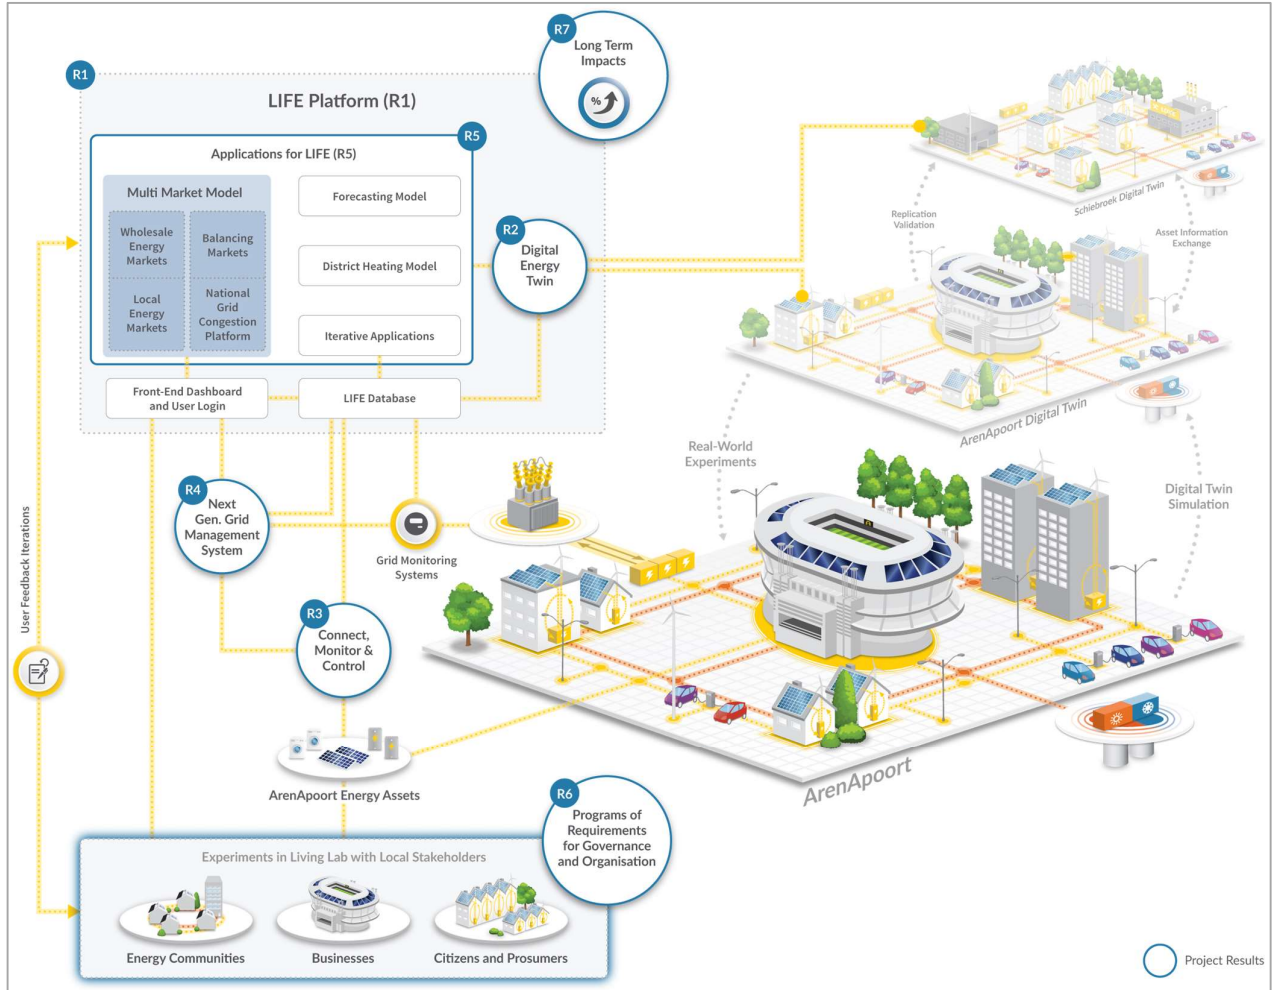 R7
Long Term
Impacts
%
R1
LIFE Platform (R1)
R5
Applications for LIFE (R5)
Multi Market Model
Wholesale
Energy
Markets
Balancing
Markets
Local
Energy
Markets
National
Grid
Congestion
Platform
Forecasting Model
District Heating Model
Iterative Applications
R2
Digital
Energy
Twin
Front-End Dashboard
and User Login
LIFE Database
Schiebroek Digital Twin
Replication
Validation
Asset Information
Exchange
ArenApoort Digital Twin
Real-World
Experiments
Digital Twin
Simulation
R4
Next
Gen. Grid
Management
System
Grid Monitoring
Systems
User Feedback Iterations
R3
Connect,
Monitor &
Control
ArenApoort
ArenApoort Energy Assets
R6
Programs of
Requirements
for Governance
and Organisation
Experiments in Living Lab with Local Stakeholders
Energy Communities
Businesses
Citizens and Prosumers
Project Results